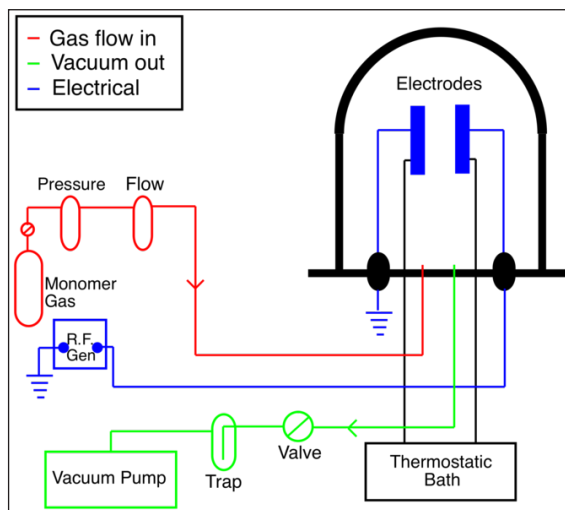 Gas flow in
Vacuum out
Electrical
Electrodes
Pressure
Flow
Monomer
Gas
R.F.
Gen
Valve
Trap
Vacuum Pump
Thermostatic
Bath